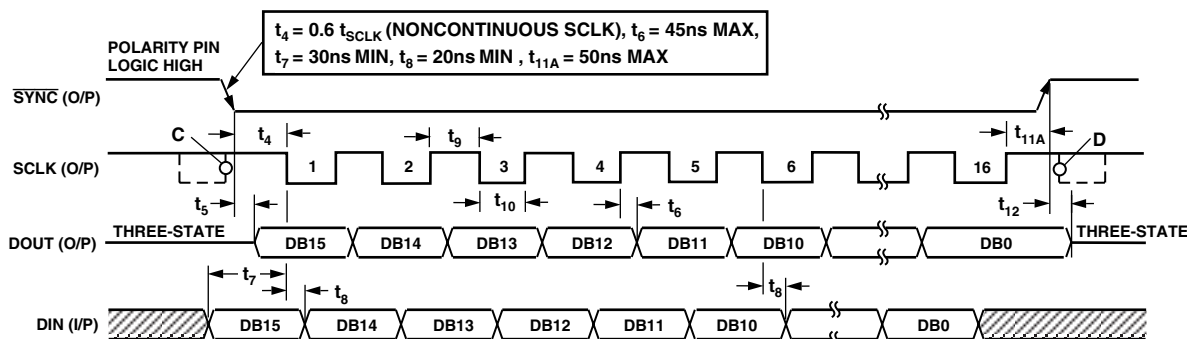 t4 = 0.6 tSCLK (NONCONTINUOUS SCLK), t6 = 45ns MAX,
t7 = 30ns MIN, t8 = 20ns MIN , t11A = 50ns MAX
POLARITY PIN
LOGIC HIGH
SYNC (O/P)
C
t4
t9
t11A
D
SCLK (O/P)
1
2
3
4
5
6
16
t5
t10
t6
t12
DOUT (O/P)
THREE-STATE
DB15
DB14
DB13
DB12
DB11
DB10
DB0
THREE-STATE
t7
t8
t8
DIN (I/P)
DB15
DB14
DB13
DB12
DB11
DB10
DB0